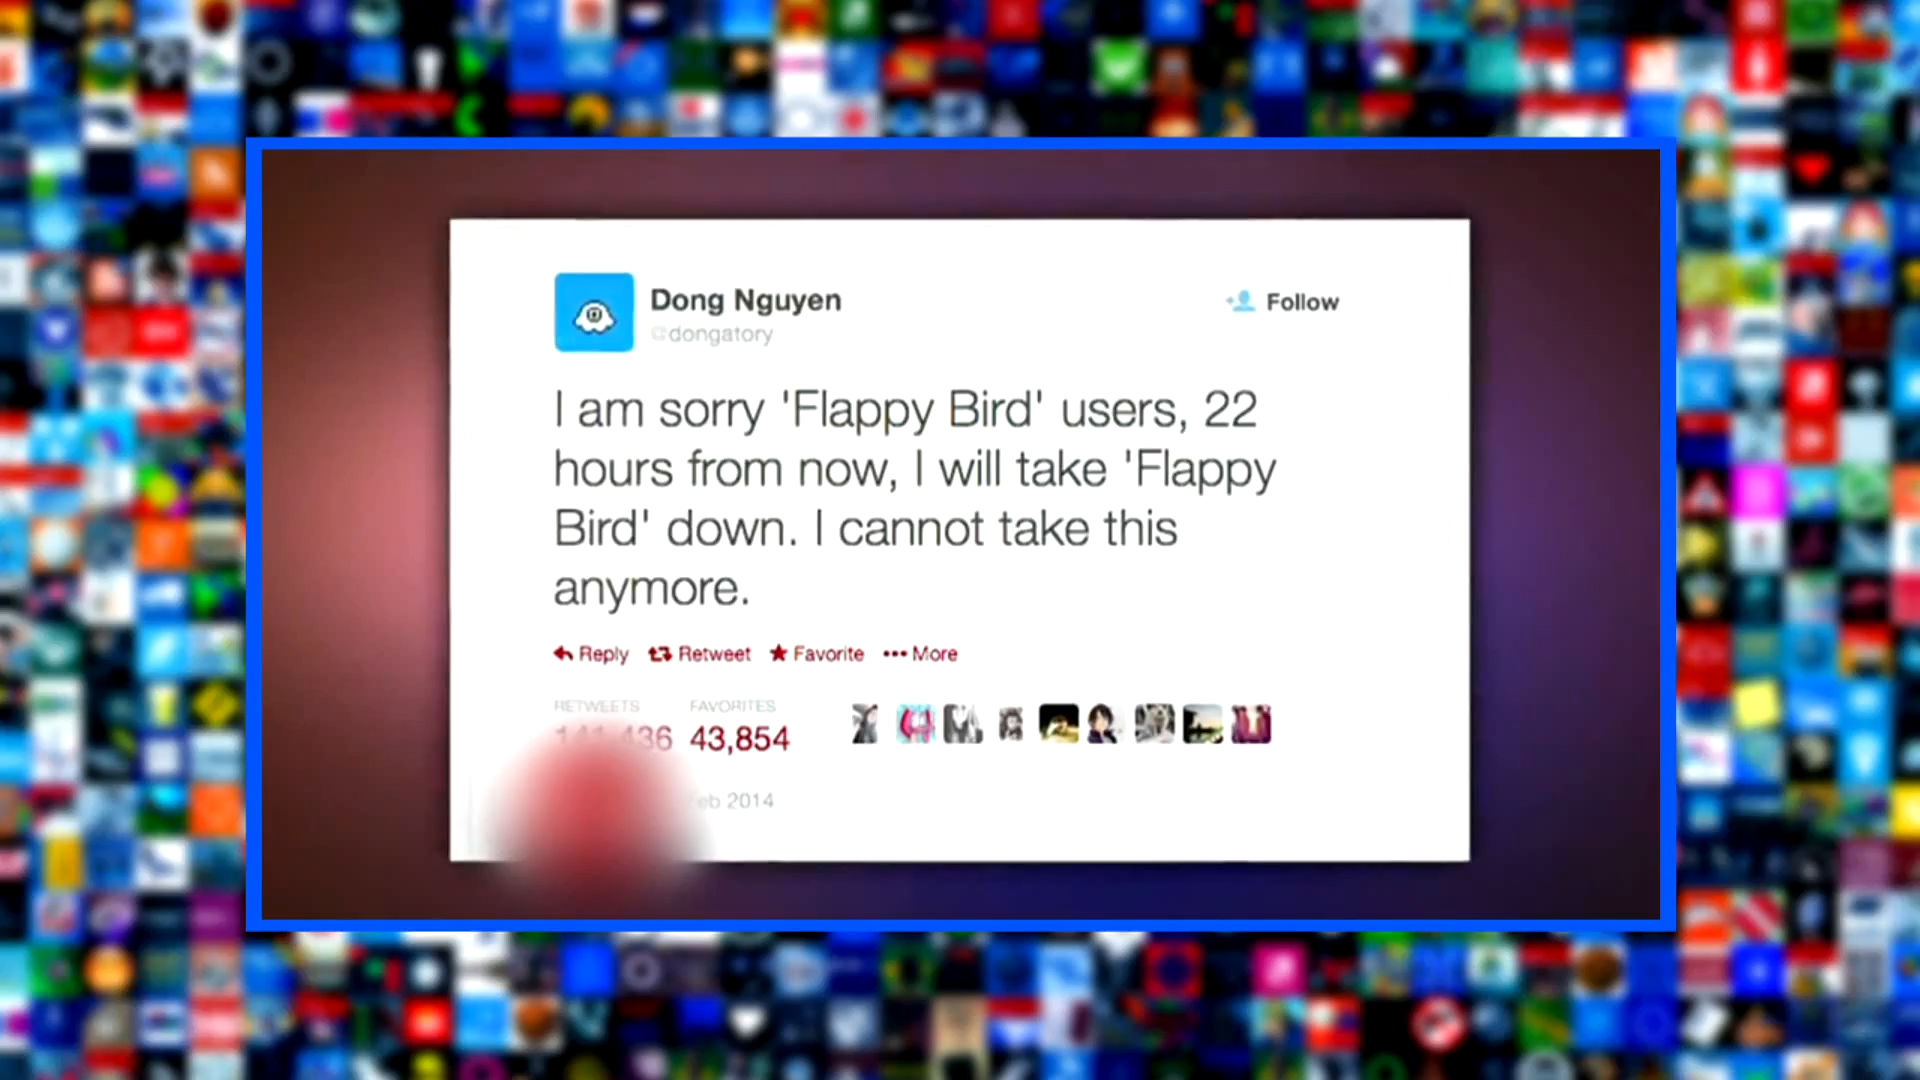 Dong Nguyen
@dongatory
Follow
I am sorry 'Flappy Bird' users, 22
hours from now, I will take 'Flappy
Bird' down. I cannot take this
anymore.
Reply Retweet Favorite More
RETWEETS FAVORITES
43,854
2014